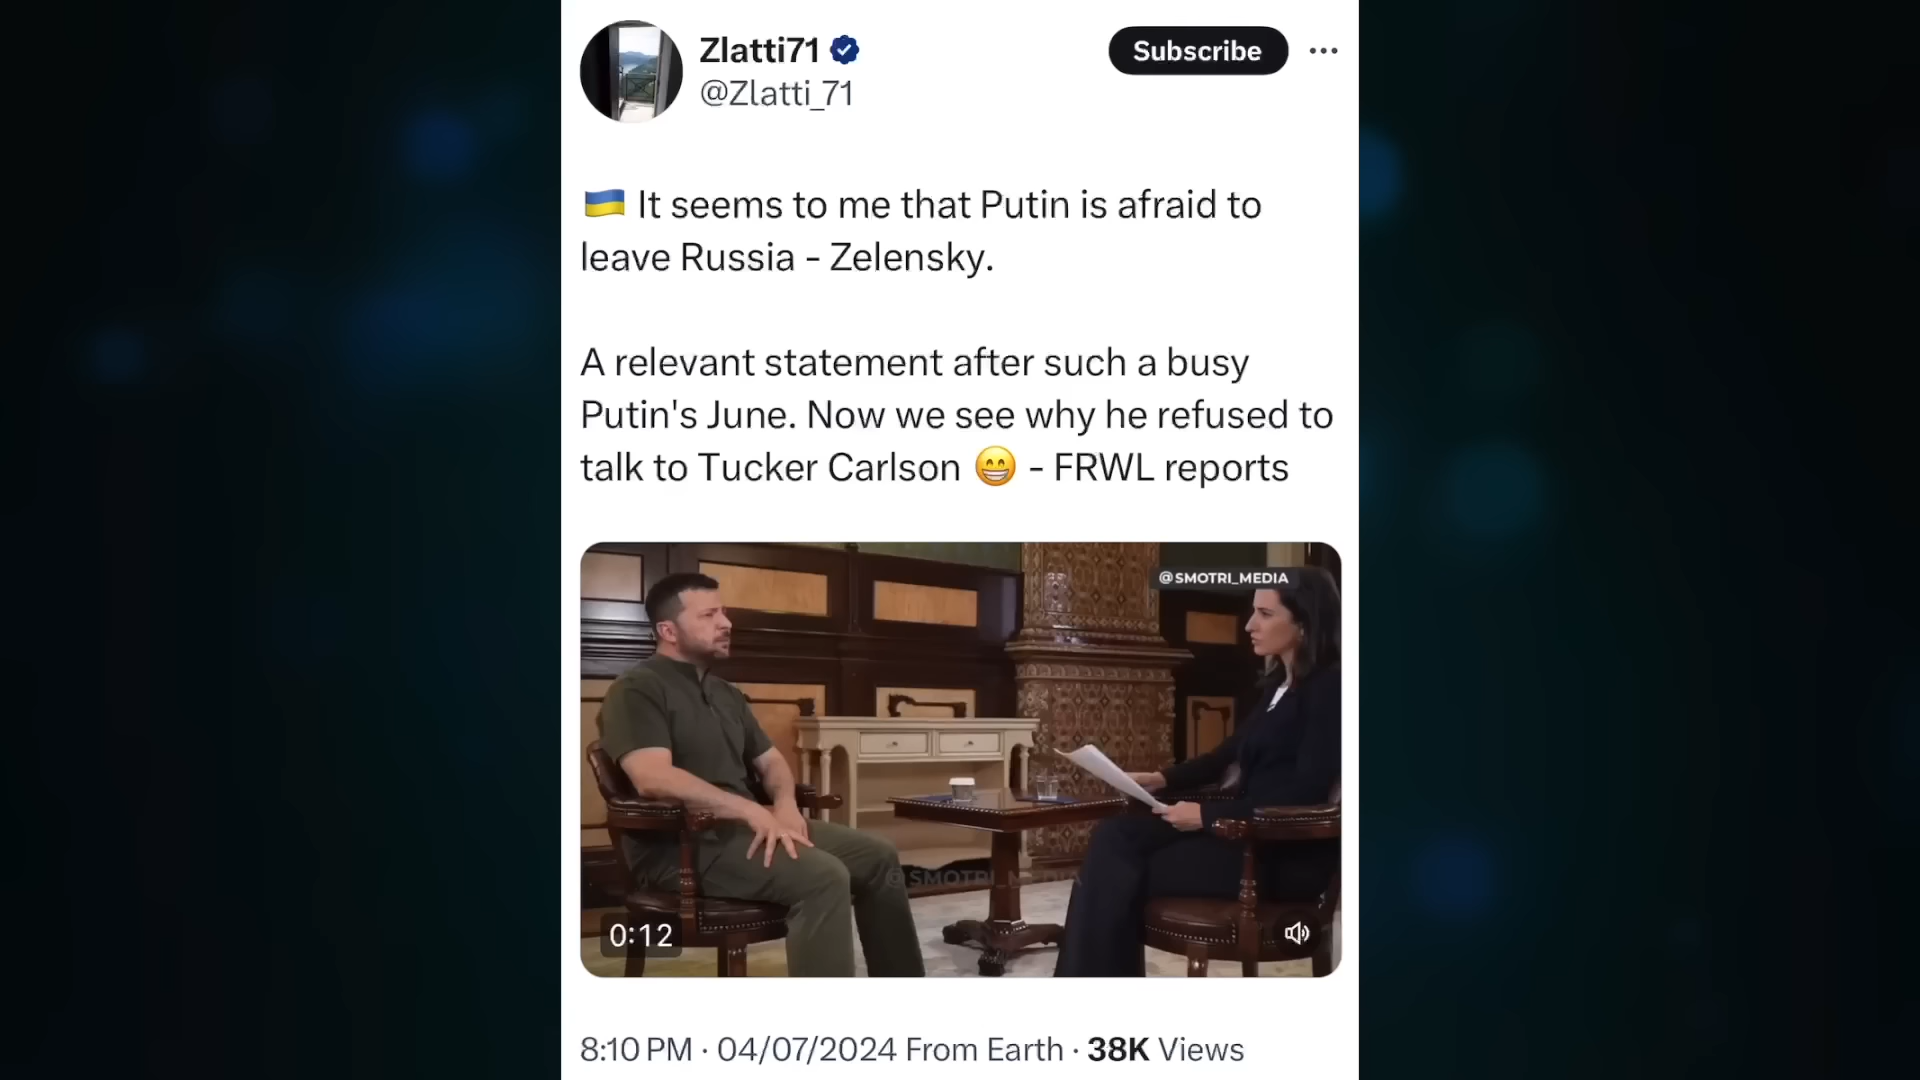 Zlatti71
Subscribe
@Zlatti_71
🇺🇦 It seems to me that Putin is afraid to
leave Russia - Zelensky.
A relevant statement after such a busy
Putin's June. Now we see why he refused to
talk to Tucker Carlson 😁 - FRWL reports
@SMOTRI_MEDIA
@SMOTRI_MEDIA
0:12
8:10 PM · 04/07/2024 From Earth · 38K Views